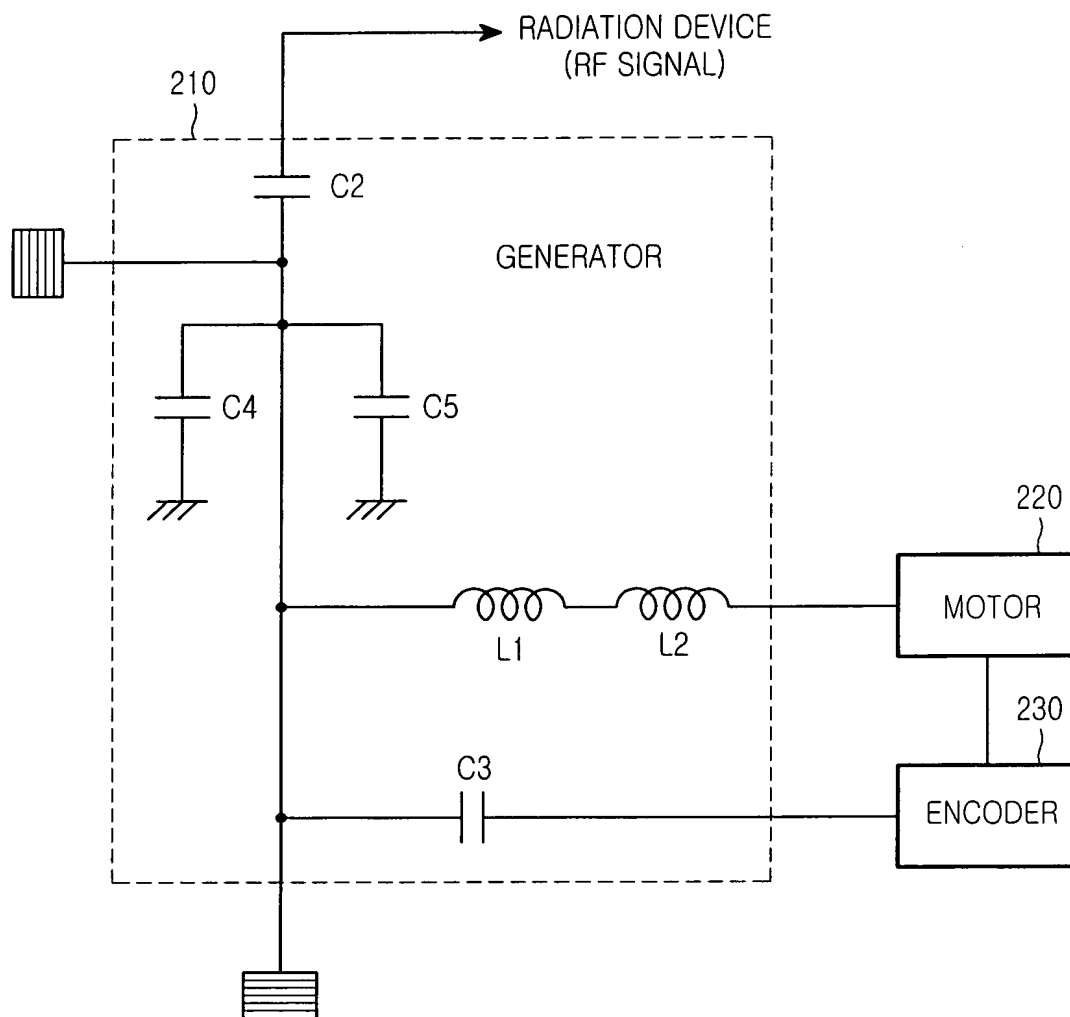 RADIATION DEVICE
(RF SIGNAL)
210
C2
GENERATOR
C4
C5
220
MOTOR
L1
L2
230
C3
ENCODER